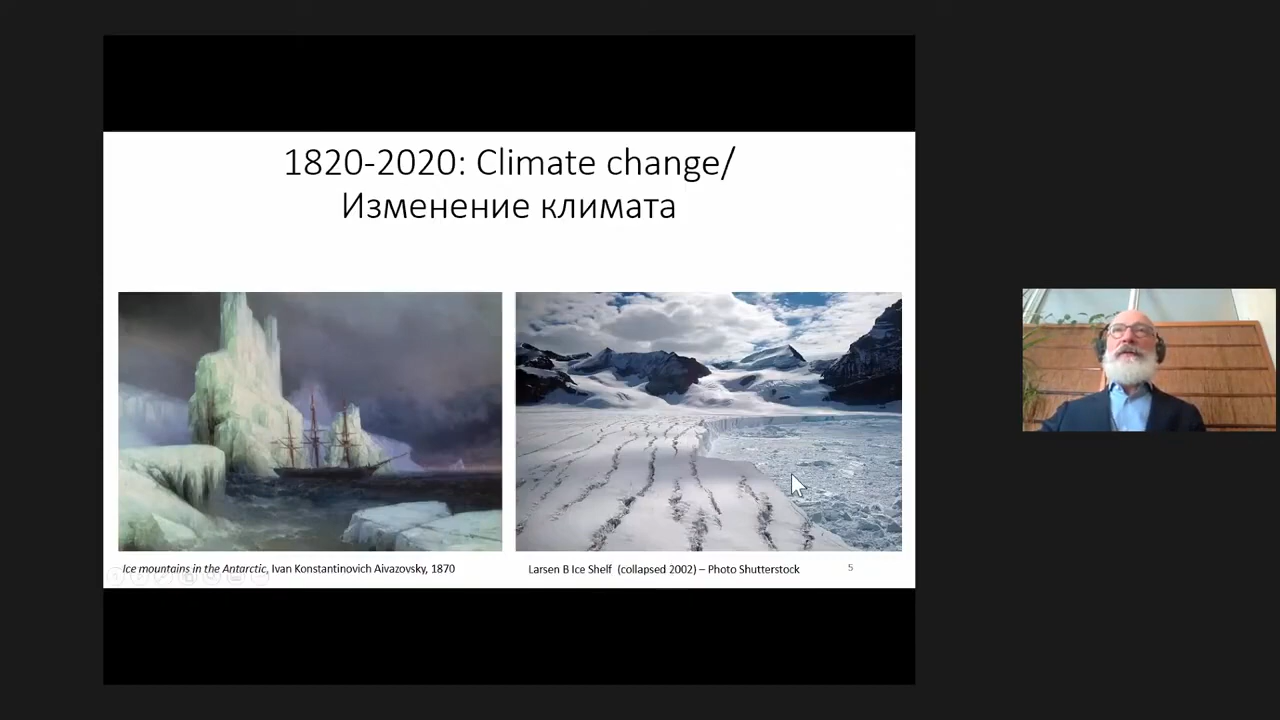 1820-2020: Climate change/
Изменение климата
Ice mountains in the Antarctic, Ivan Konstantinovich Aivazovsky, 1870
Larsen B Ice Shelf (collapsed 2002) – Photo Shutterstock
5